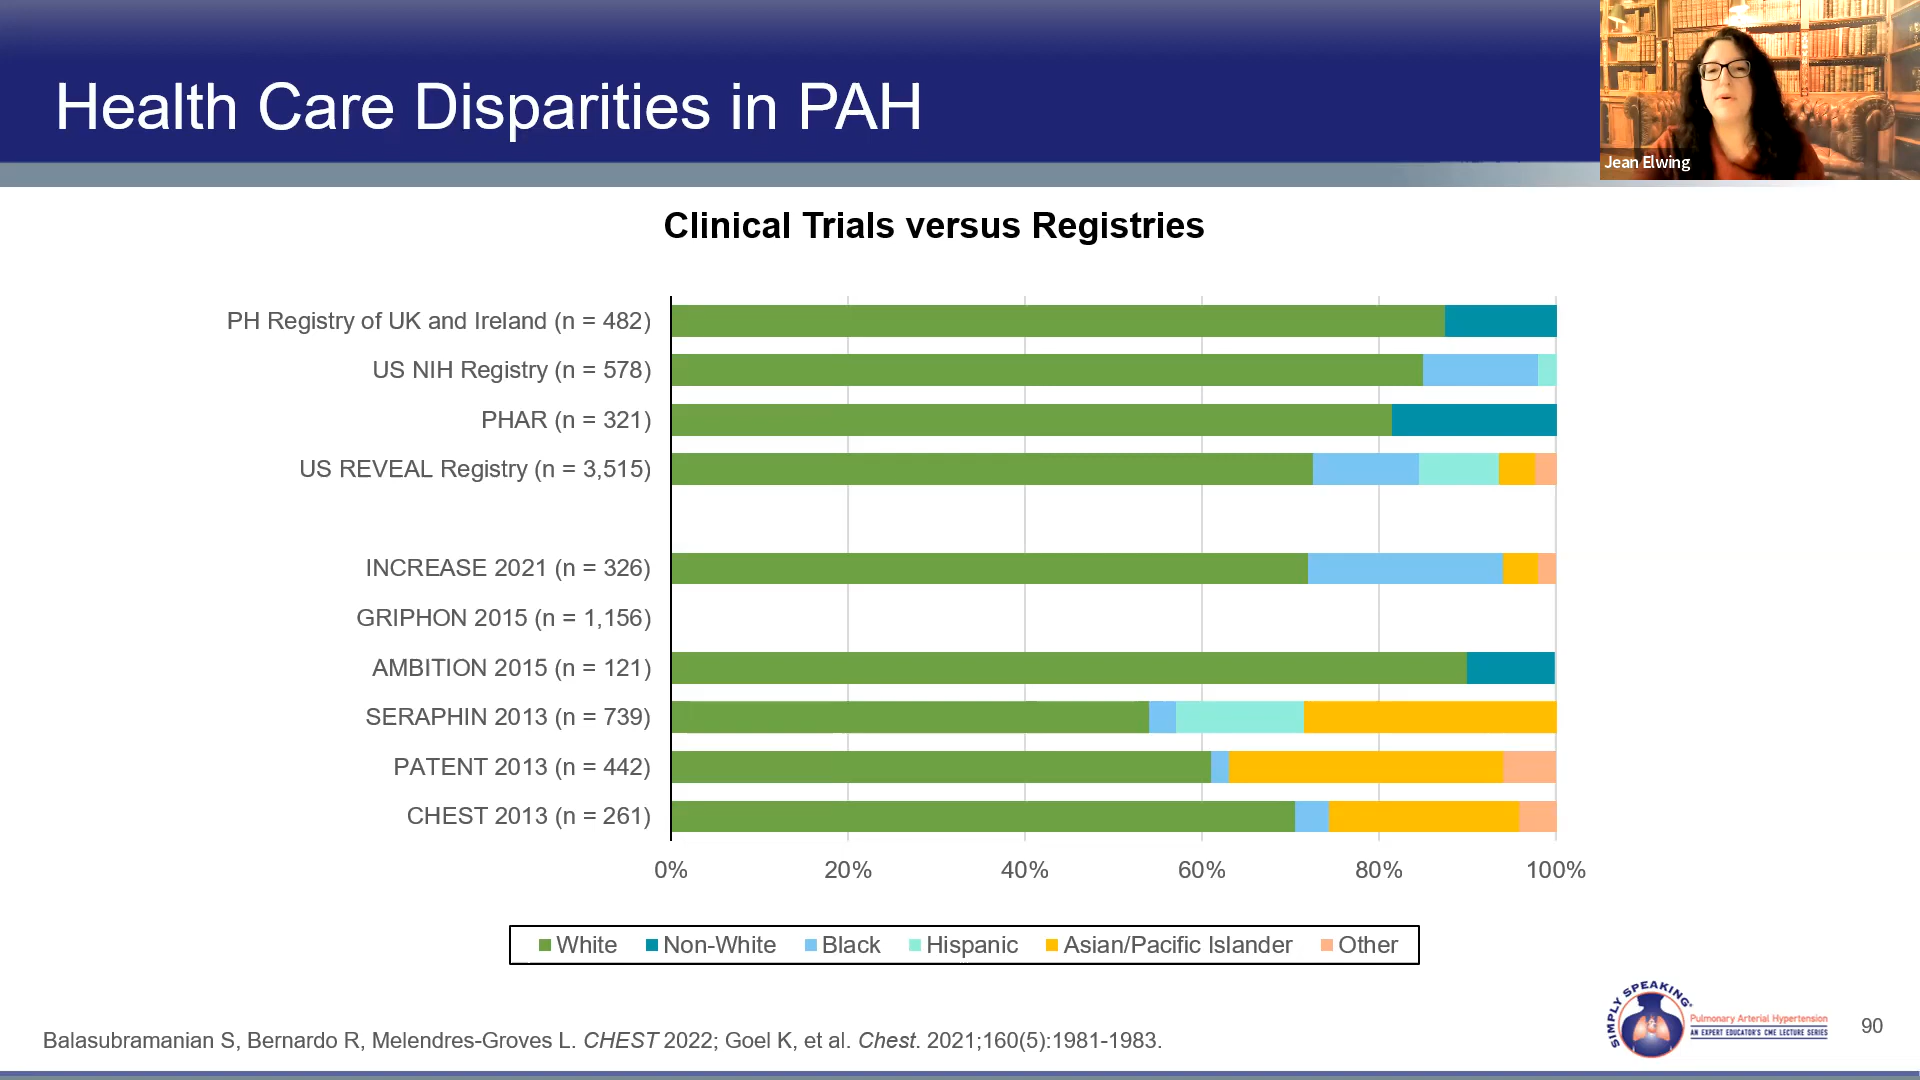 Health Care Disparities in PAH
Jean Elwing
Clinical Trials versus Registries
PH Registry of UK and Ireland (n = 482)
US NIH Registry (n = 578)
PHAR (n = 321)
US REVEAL Registry (n = 3,515)
INCREASE 2021 (n = 326)
GRIPHON 2015 (n = 1,156)
AMBITION 2015 (n = 121)
SERAPHIN 2013 (n = 739)
PATENT 2013 (n = 442)
CHEST 2013 (n = 261)
0% 20% 40% 60% 80% 100%
White Non-White Black Hispanic Asian/Pacific Islander Other
SIMPLY SPEAKING
Pulmonary Arterial Hypertension
AN EXPERT EDUCATOR'S CME LECTURE SERIES
90
Balasubramanian S, Bernardo R, Melendres-Groves L. CHEST 2022; Goel K, et al. Chest. 2021;160(5):1981-1983.